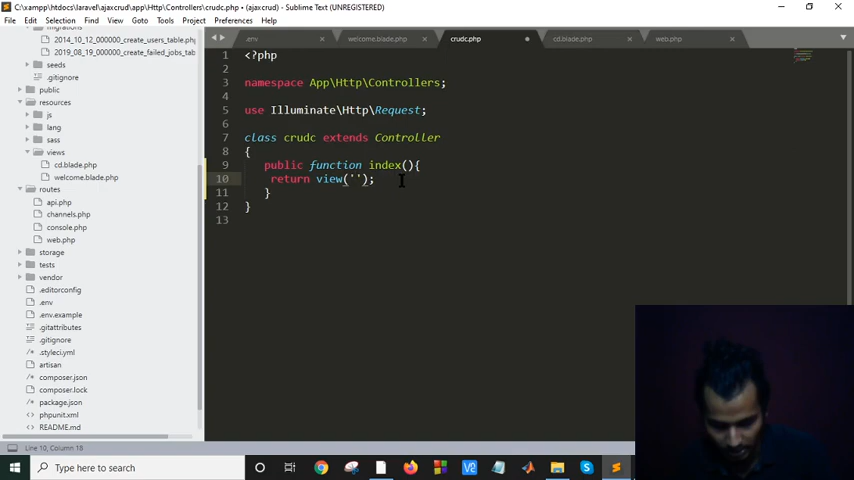 C:\xampp\htdocs\laravel\ajaxcrud\app\Http\Controllers\crudc.php • (ajaxcrud) - Sublime Text (UNREGISTERED)
File Edit Selection Find View Goto Tools Project Preferences Help
.env welcome.blade.php crudc.php cd.blade.php web.php
migrations
2014_10_12_000000_create_users_table.php
2019_08_19_000000_create_failed_jobs_tab
seeds
.gitignore
public
resources
js
lang
sass
views
cd.blade.php
welcome.blade.php
routes
api.php
channels.php
console.php
web.php
storage
tests
vendor
.editorconfig
.env
.env.example
.gitattributes
.gitignore
.styleci.yml
artisan
composer.json
composer.lock
package.json
phpunit.xml
README.md
1 <?php
2
3 namespace App\Http\Controllers;
4
5 use Illuminate\Http\Request;
6
7 class crudc extends Controller
8 {
9 public function index(){
10 return view('');
11 }
12 }
13
Line 10, Column 18
Type here to search